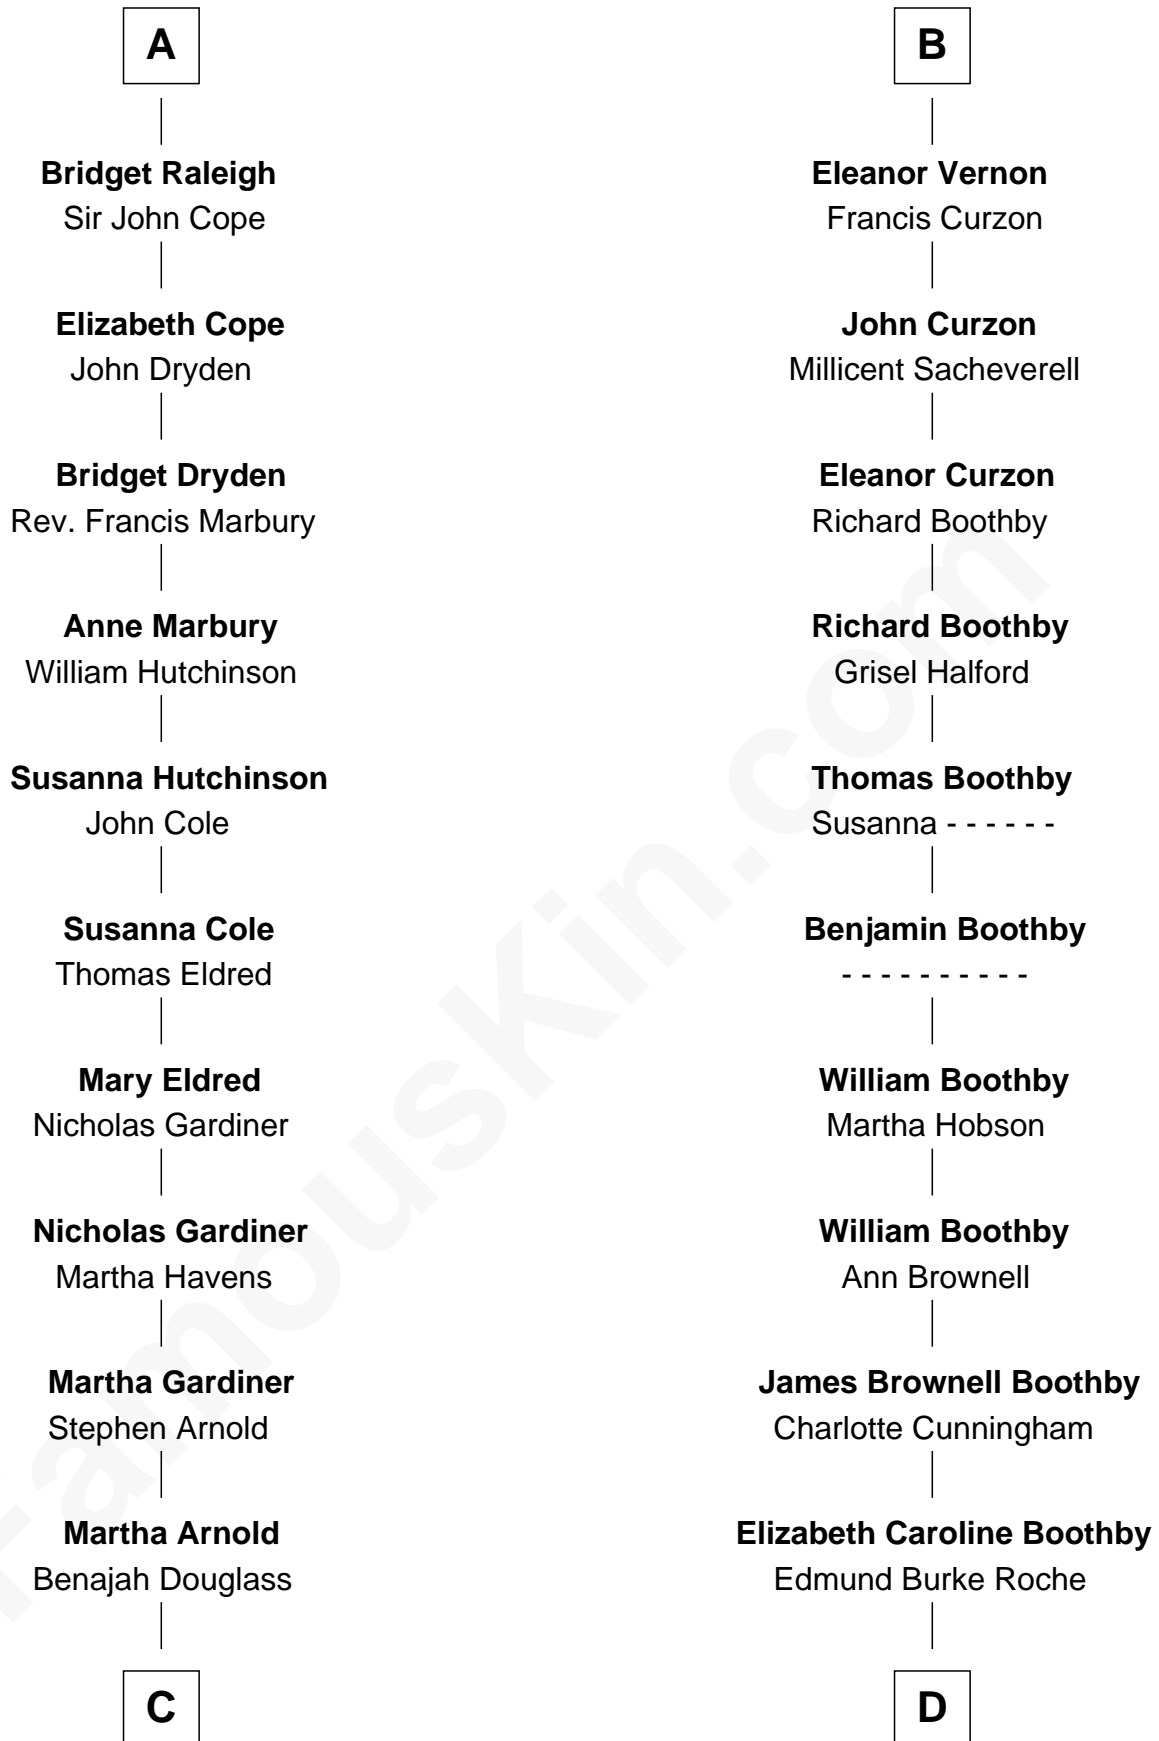 A
Bridget Raleigh
Sir John Cope
Elizabeth Cope
John Dryden
Bridget Dryden
Rev. Francis Marbury
Anne Marbury
William Hutchinson
Susanna Hutchinson
John Cole
Susanna Cole
Thomas Eldred
Mary Eldred
Nicholas Gardiner
Nicholas Gardiner
Martha Havens
Martha Gardiner
Stephen Arnold
Martha Arnold
Benajah Douglass
C
B
Eleanor Vernon
Francis Curzon
John Curzon
Millicent Sacheverell
Eleanor Curzon
Richard Boothby
Richard Boothby
Grisel Halford
Thomas Boothby
Susanna - - - - - -
Benjamin Boothby
- - - - - - - - - -
William Boothby
Martha Hobson
William Boothby
Ann Brownell
James Brownell Boothby
Charlotte Cunningham
Elizabeth Caroline Boothby
Edmund Burke Roche
D
FamousKin.com